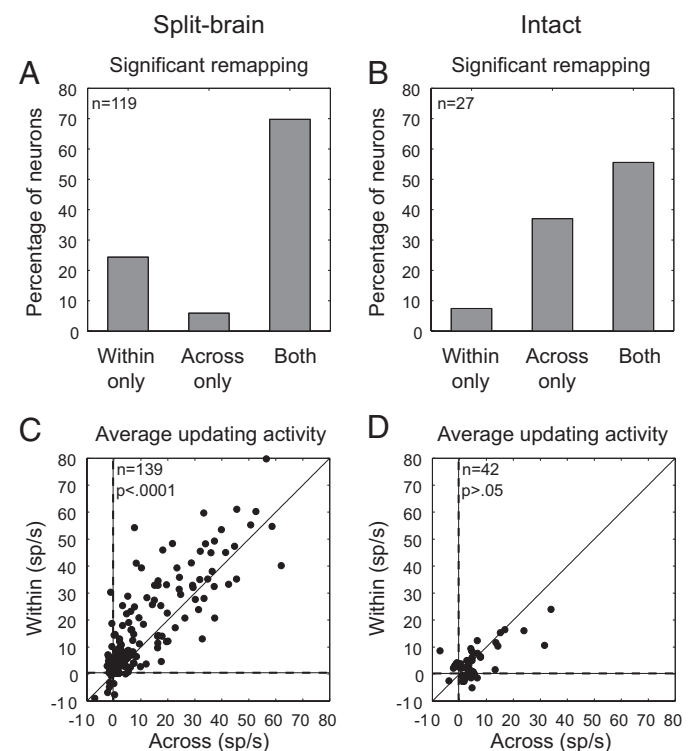 Split-brain
Intact
A
Significant remapping
n=119
Percentage of neurons
80
70
60
50
40
30
20
10
0
Within only
Across only
Both
B
Significant remapping
n=27
Percentage of neurons
80
70
60
50
40
30
20
10
0
Within only
Across only
Both
C
Average updating activity
n=139
p<.0001
Within (sp/s)
80
70
60
50
40
30
20
10
0
-10
-10 0 10 20 30 40 50 60 70 80
Across (sp/s)
D
Average updating activity
n=42
p>.05
Within (sp/s)
80
70
60
50
40
30
20
10
0
-10
-10 0 10 20 30 40 50 60 70 80
Across (sp/s)